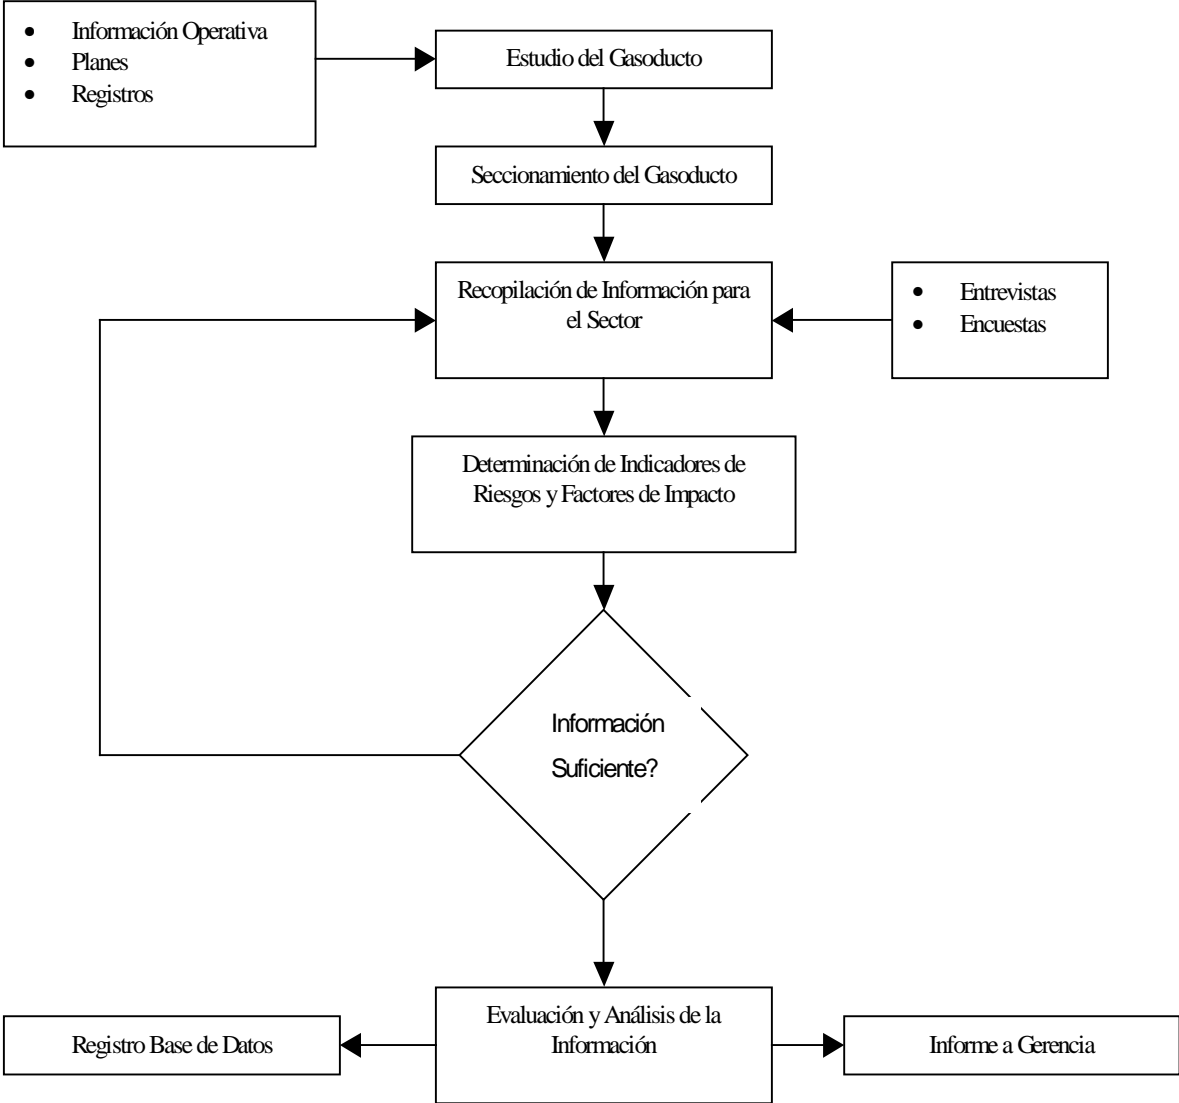 • Información Operativa
• Planes
• Registros
Estudio del Gasoducto
Seccionamiento del Gasoducto
Recopilación de Información para
el Sector
• Entrevistas
• Encuestas
Determinación de Indicadores de
Riesgos y Factores de Impacto
Información
Suficiente?
Evaluación y Análisis de la
Información
Registro Base de Datos
Informe a Gerencia